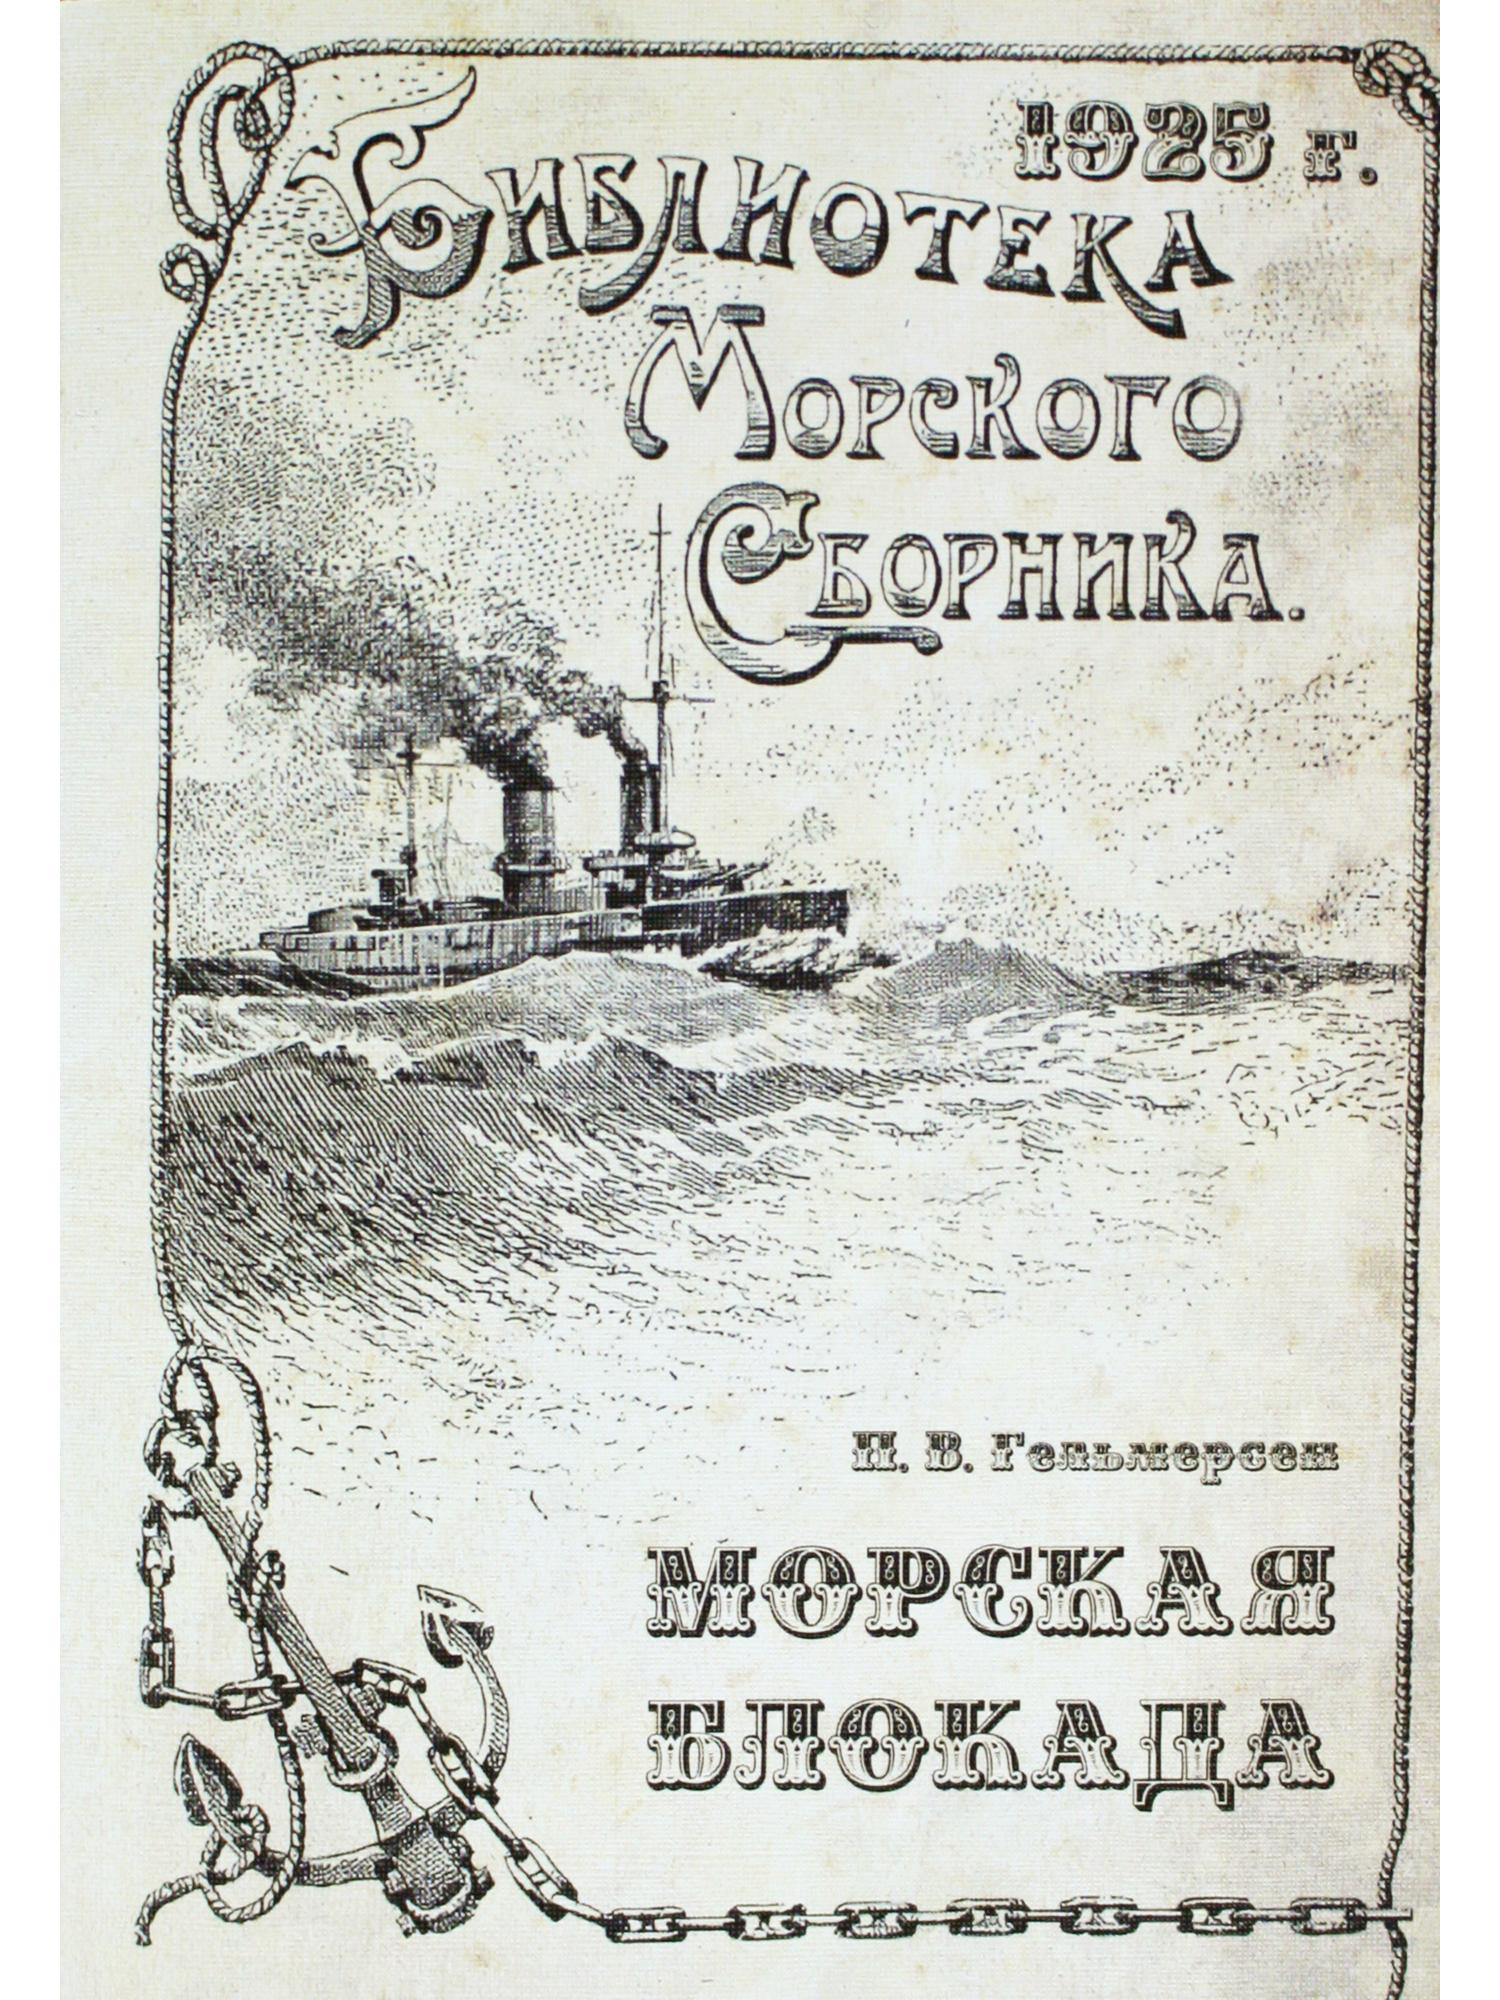 1925 г.
Библиотека
Морского
Сборника.
П. В. Гельмерсен
МОРСКАЯ
БЛОКАДА